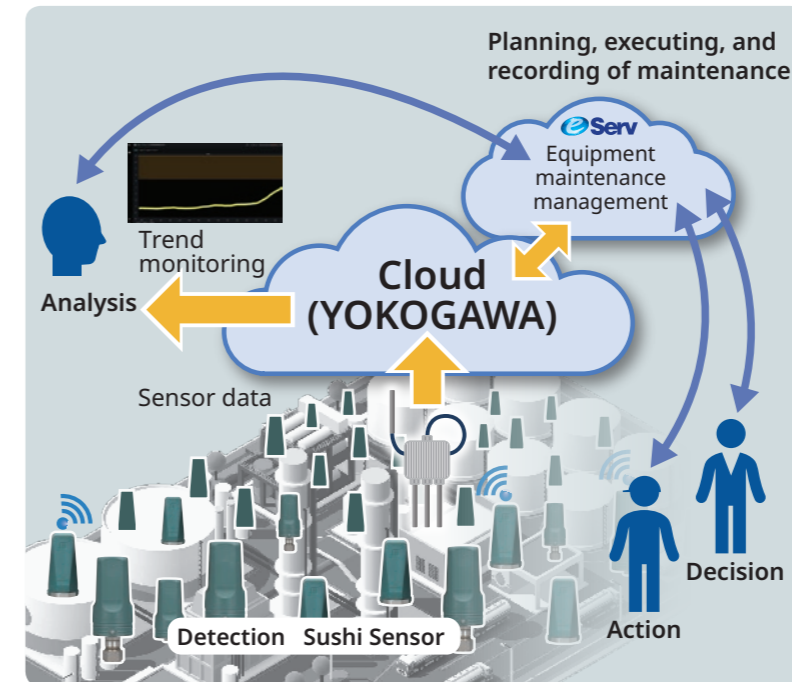 Planning, executing, and
recording of maintenance
eServ
Equipment
maintenance
management
Trend
monitoring
Analysis
Cloud
(YOKOGAWA)
Sensor data
Decision
Action
Detection Sushi Sensor